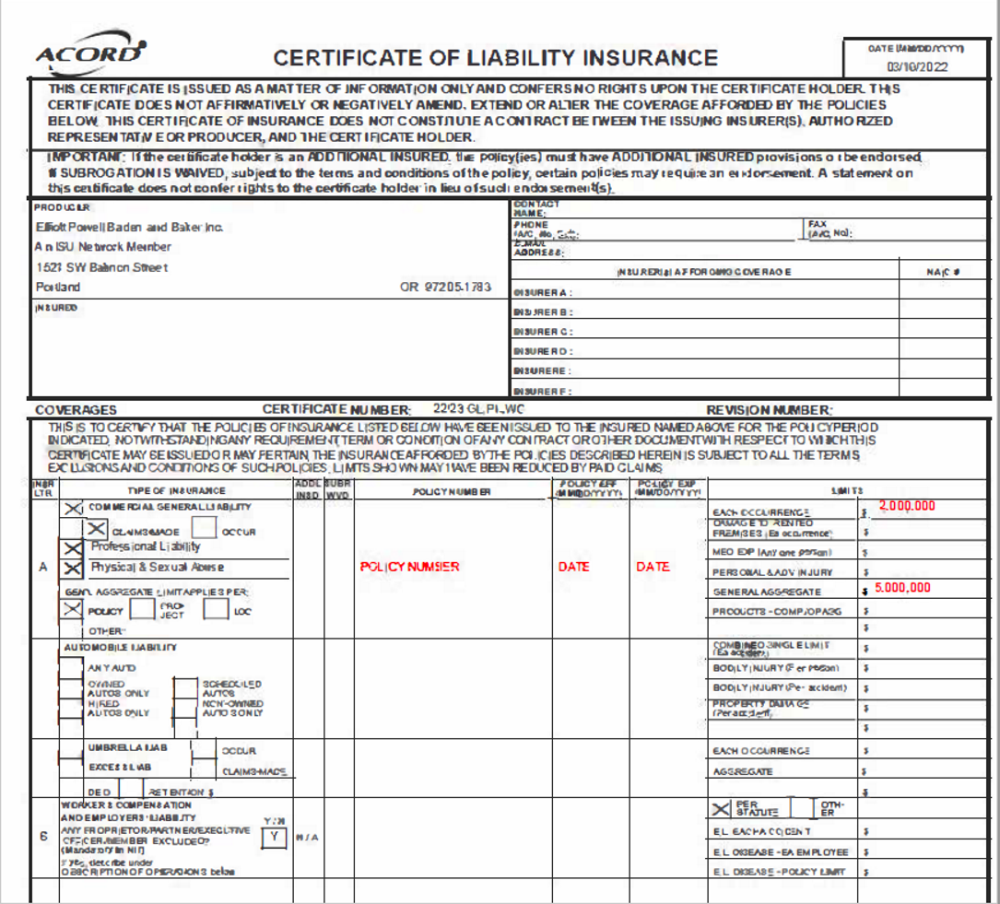 ACORD
CERTIFICATE OF LIABILITY INSURANCE
DATE (MM/DD/YYYY)
03/10/2022
THIS CERTIFICATE IS ISSUED AS A MATTER OF INFORMATION ONLY AND CONFERS NO RIGHTS UPON THE CERTIFICATE HOLDER. THIS
CERTIFICATE DOES NOT AFFIRMATIVELY OR NEGATIVELY AMEND, EXTEND OR ALTER THE COVERAGE AFFORDED BY THE POLICIES
BELOW. THIS CERTIFICATE OF INSURANCE DOES NOT CONSTITUTE A CONTRACT BETWEEN THE ISSUING INSURER(S), AUTHORIZED
REPRESENTATIVE OR PRODUCER, AND THE CERTIFICATE HOLDER.
IMPORTANT: If the certificate holder is an ADDITIONAL INSURED, the policy(ies) must have ADDITIONAL INSURED provisions or be endorsed.
If SUBROGATION IS WAIVED, subject to the terms and conditions of the policy, certain policies may require an endorsement. A statement on
this certificate does not confer rights to the certificate holder in lieu of such endorsement(s).
PRODUCER
Elliott Powell Baden and Baker Inc.
An ISU Network Member
1521 SW Salmon Street
Portland OR 97205-1783
INSURED
CONTACT
NAME:
PHONE
(A/C, No, Ext):
FAX
(A/C, No):
E-MAIL
ADDRESS:
INSURER(S) AFFORDING COVERAGE NAIC #
INSURER A :
INSURER B :
INSURER C :
INSURER D :
INSURER E :
INSURER F :
COVERAGES CERTIFICATE NUMBER: 22/23 GL,PL,WC REVISION NUMBER:
THIS IS TO CERTIFY THAT THE POLICIES OF INSURANCE LISTED BELOW HAVE BEEN ISSUED TO THE INSURED NAMED ABOVE FOR THE POLICY PERIOD
INDICATED. NOTWITHSTANDING ANY REQUIREMENT, TERM OR CONDITION OF ANY CONTRACT OR OTHER DOCUMENT WITH RESPECT TO WHICH THIS
CERTIFICATE MAY BE ISSUED OR MAY PERTAIN, THE INSURANCE AFFORDED BY THE POLICIES DESCRIBED HEREIN IS SUBJECT TO ALL THE TERMS,
EXCLUSIONS AND CONDITIONS OF SUCH POLICIES. LIMITS SHOWN MAY HAVE BEEN REDUCED BY PAID CLAIMS.
INSR
LTR
TYPE OF INSURANCE
ADDL
INSD
SUBR
WVD
POLICY NUMBER
POLICY EFF
(MM/DD/YYYY)
POLICY EXP
(MM/DD/YYYY)
LIMITS
A
X COMMERCIAL GENERAL LIABILITY
X CLAIMS-MADE OCCUR
X Professional Liability
X Physical & Sexual Abuse
GEN'L AGGREGATE LIMIT APPLIES PER:
X POLICY PRO-
JECT LOC
OTHER:
POLICY NUMBER DATE DATE
EACH OCCURRENCE $ 2,000,000
DAMAGE TO RENTED
PREMISES (Ea occurrence) $
MED EXP (Any one person) $
PERSONAL & ADV INJURY
GENERAL AGGREGATE $ 5,000,000
PRODUCTS - COMP/OP AGG $
$
AUTOMOBILE LIABILITY
ANY AUTO
OWNED
AUTOS ONLY
SCHEDULED
AUTOS
HIRED
AUTOS ONLY
NON-OWNED
AUTOS ONLY
COMBINED SINGLE LIMIT
(Ea accident) $
BODILY INJURY (Per person) $
BODILY INJURY (Per accident) $
PROPERTY DAMAGE
(Per accident) $
$
UMBRELLA LIAB OCCUR
EXCESS LIAB CLAIMS-MADE
DED RETENTION $
EACH OCCURRENCE $
AGGREGATE $
$
B
WORKERS COMPENSATION
AND EMPLOYERS' LIABILITY
Y / N
ANY PROPRIETOR/PARTNER/EXECUTIVE
OFFICER/MEMBER EXCLUDED?
(Mandatory in NH)
Y N / A
If yes, describe under
DESCRIPTION OF OPERATIONS below
X PER
STATUTE OTH-
ER
E.L. EACH ACCIDENT $
E.L. DISEASE - EA EMPLOYEE $
E.L. DISEASE - POLICY LIMIT $